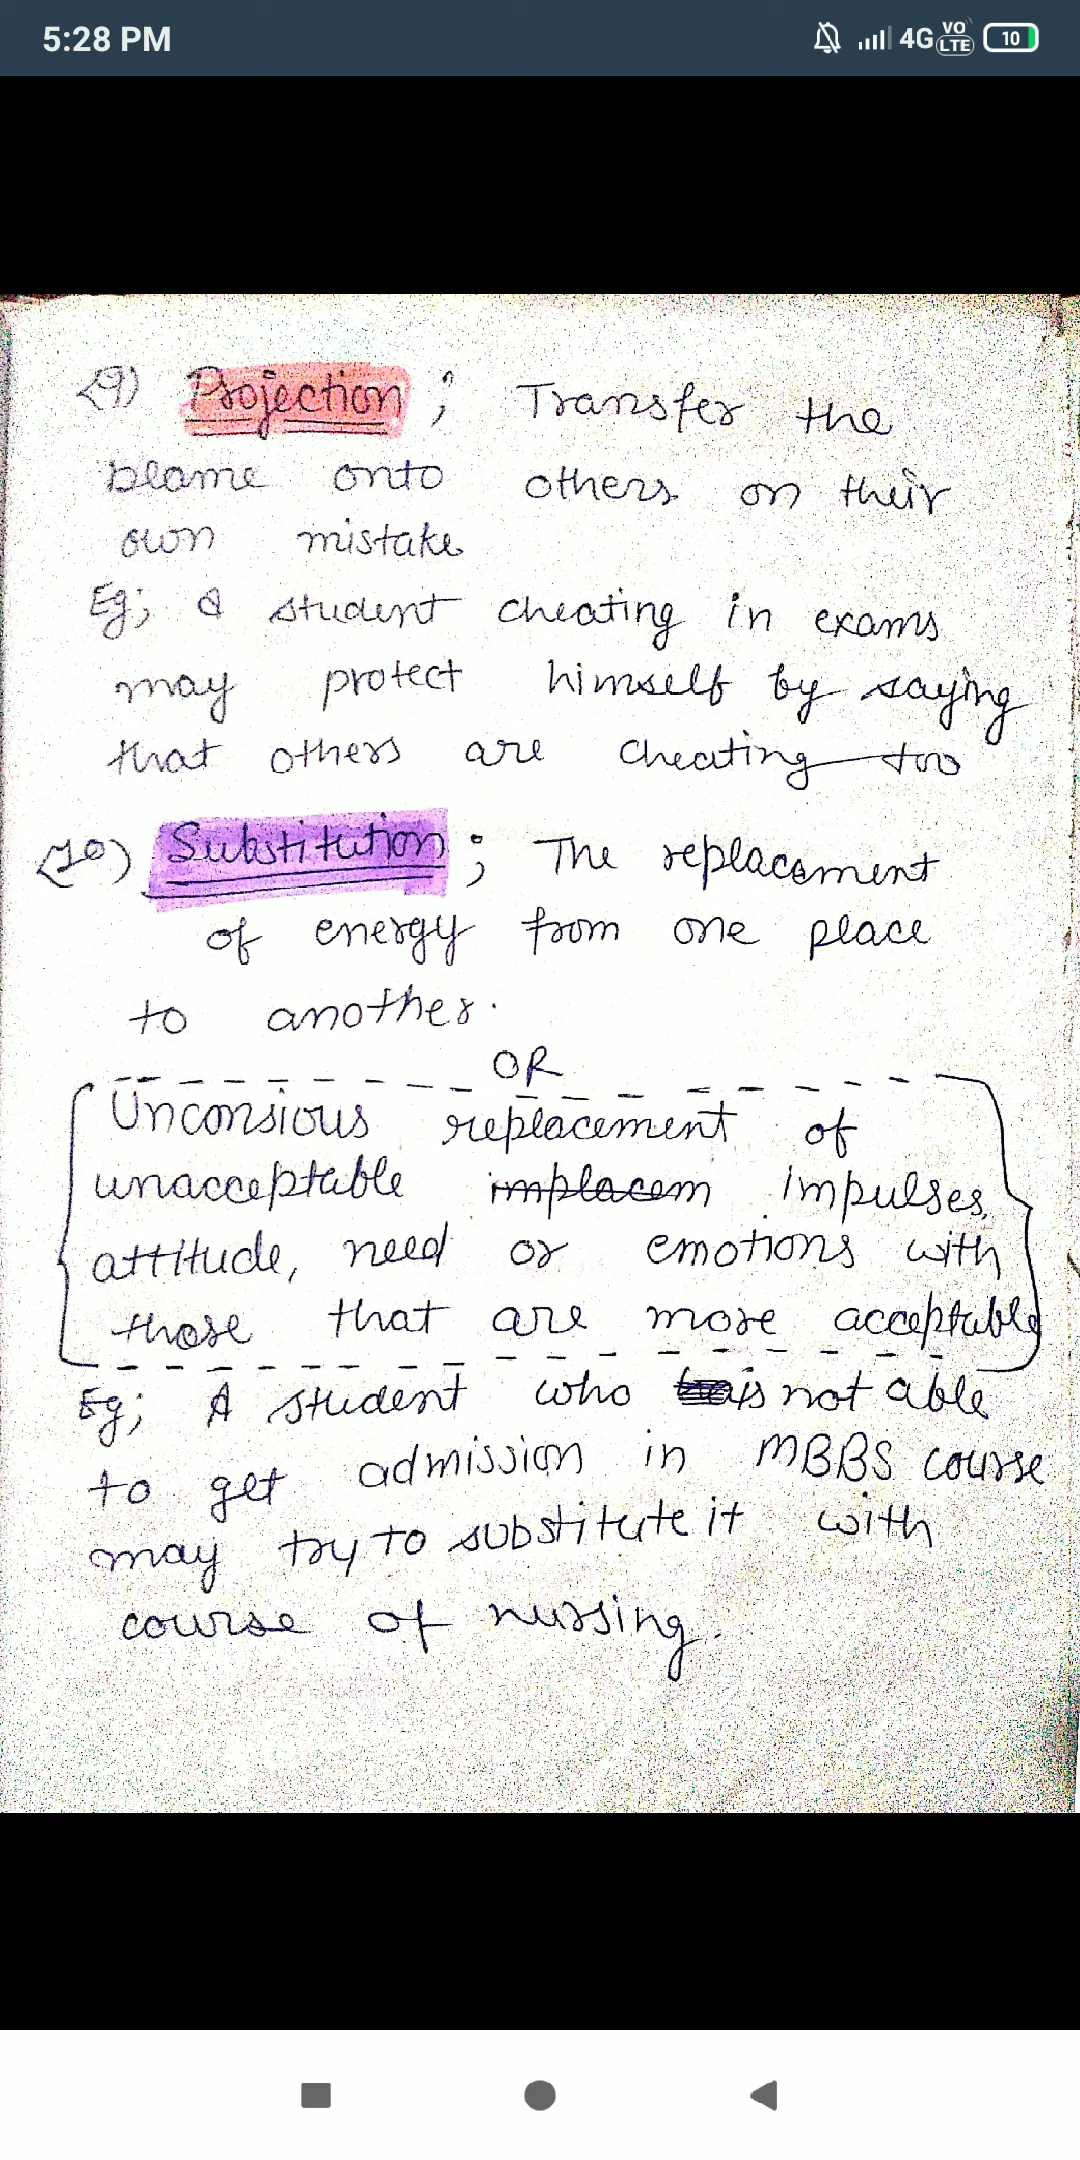 5:28 PM 4G VO LTE 10
(9) Projection ; Transfer the
blame onto others on their
own mistake
Eg; a student cheating in exams
may protect himself by saying
that others are cheating too
(10) Substitution ; The replacement
of energy from one place
to another.
OR
Unconsious replacement of
unacceptable implacem impulses,
attitude, need or emotions with
those that are more acceptable
Eg; A student who is not able
to get admission in MBBS course
may try to substitute it with
course of nursing.